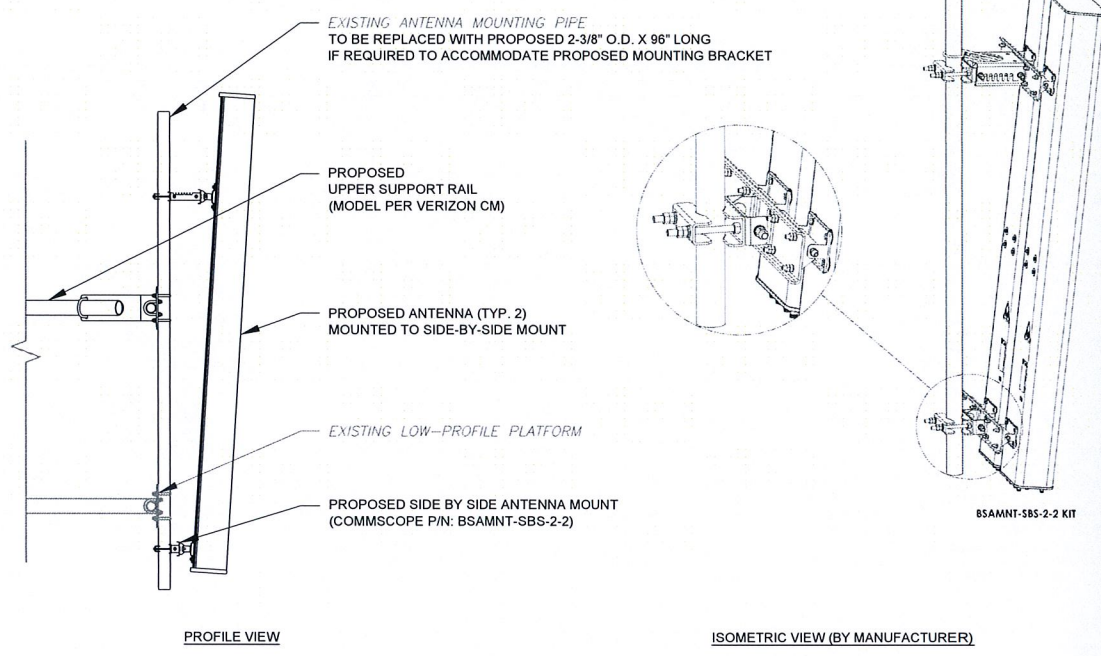 EXISTING ANTENNA MOUNTING PIPE
TO BE REPLACED WITH PROPOSED 2-3/8" O.D. X 96" LONG
IF REQUIRED TO ACCOMMODATE PROPOSED MOUNTING BRACKET
PROPOSED
UPPER SUPPORT RAIL
(MODEL PER VERIZON CM)
PROPOSED ANTENNA (TYP. 2)
MOUNTED TO SIDE-BY-SIDE MOUNT
EXISTING LOW-PROFILE PLATFORM
PROPOSED SIDE BY SIDE ANTENNA MOUNT
(COMMSCOPE P/N: BSAMNT-SBS-2-2)
BSAMNT-SBS-2-2 KIT
PROFILE VIEW
ISOMETRIC VIEW (BY MANUFACTURER)